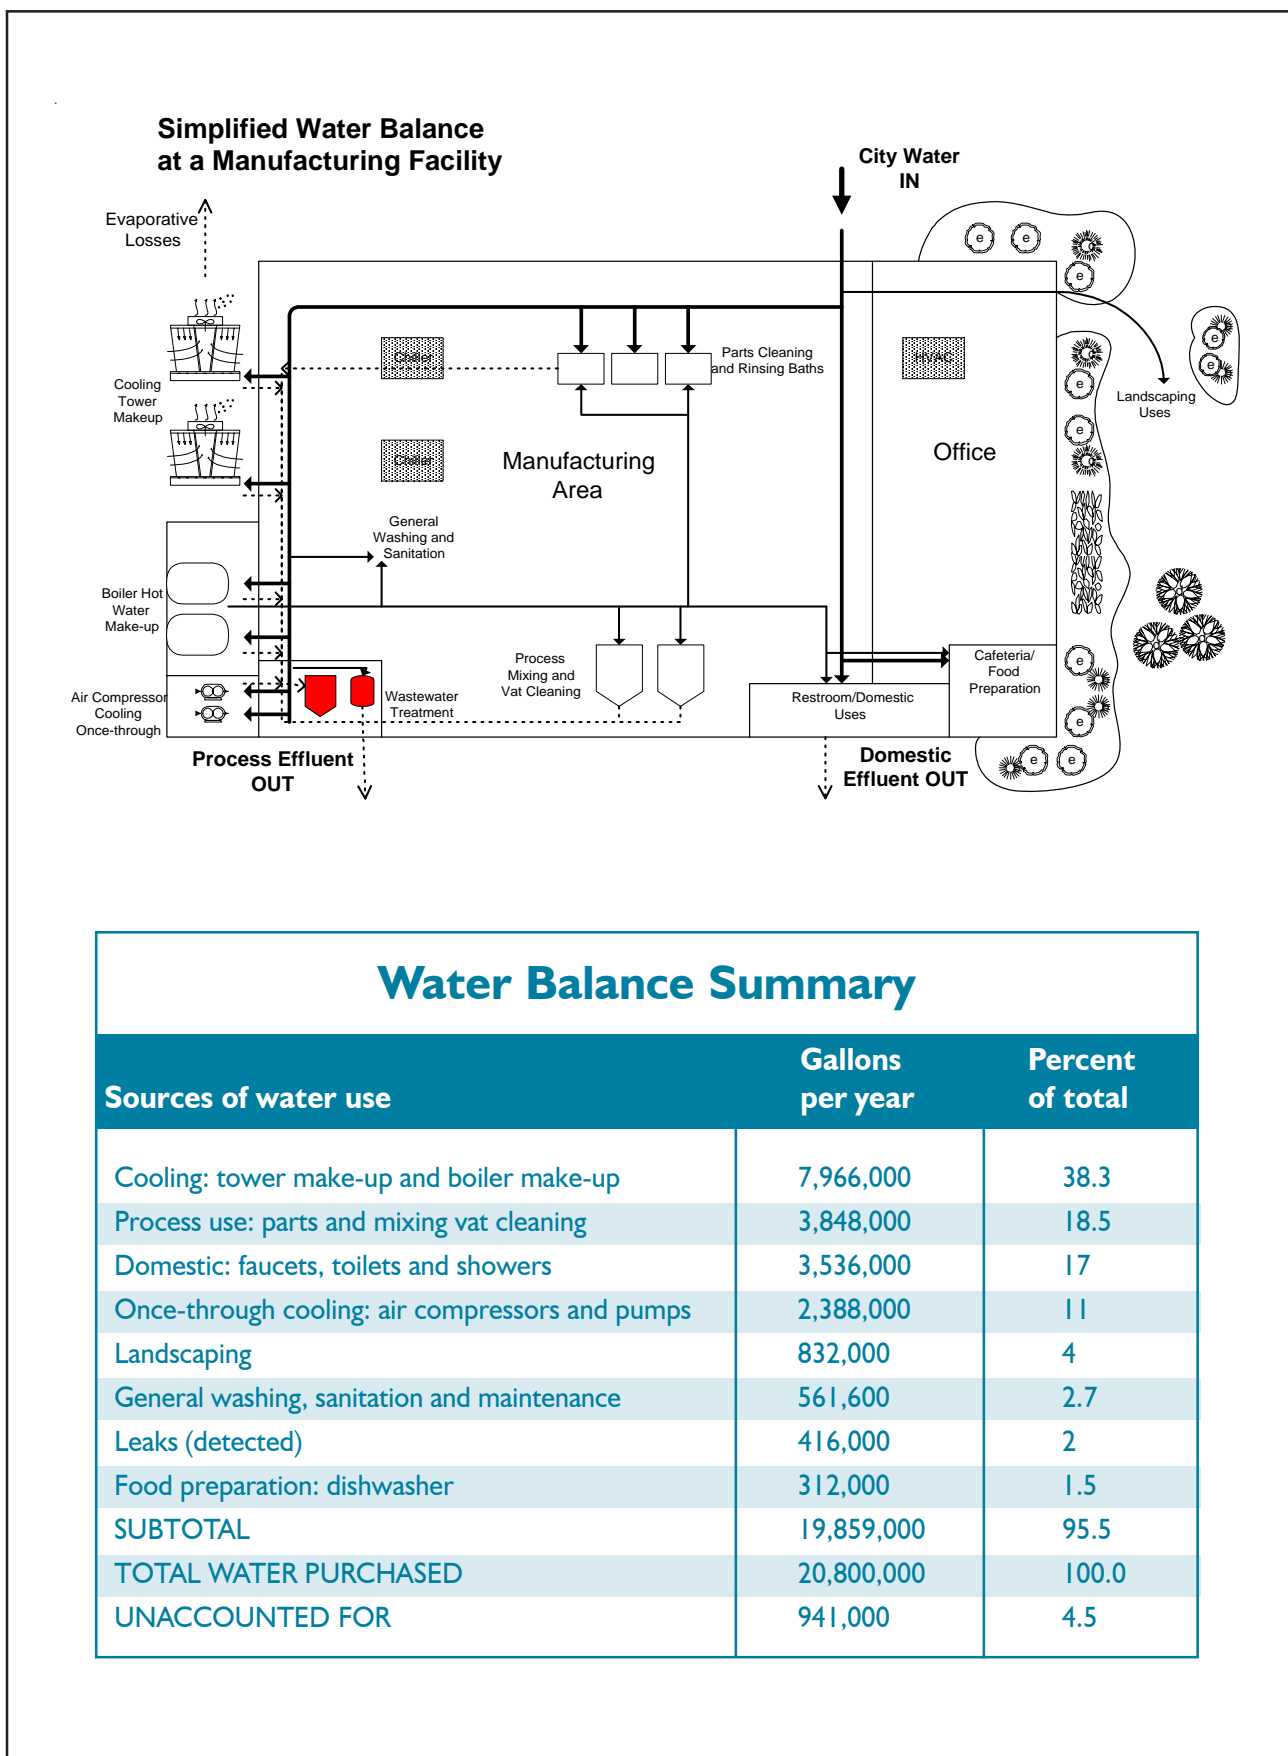 Simplified Water Balance
at a Manufacturing Facility
City Water
IN
Evaporative
Losses
e
e
e
Chiller
Parts Cleaning
and Rinsing Baths
HVAC
e
e
e
Cooling
Tower
Makeup
Landscaping
Uses
e
e
Chiller
Manufacturing
Area
Office
General
Washing and
Sanitation
Boiler Hot
Water
Make-up
Process
Mixing and
Vat Cleaning
Cafeteria/
Food
Preparation
e
Air Compressor
Cooling
Once-through
Wastewater
Treatment
Restroom/Domestic
Uses
e
Process Effluent
OUT
Domestic
Effluent OUT
e
e
Water Balance Summary
Sources of water use
Gallons
per year
Percent
of total
Cooling: tower make-up and boiler make-up 7,966,000 38.3
Process use: parts and mixing vat cleaning 3,848,000 18.5
Domestic: faucets, toilets and showers 3,536,000 17
Once-through cooling: air compressors and pumps 2,388,000 11
Landscaping 832,000 4
General washing, sanitation and maintenance 561,600 2.7
Leaks (detected) 416,000 2
Food preparation: dishwasher 312,000 1.5
SUBTOTAL 19,859,000 95.5
TOTAL WATER PURCHASED 20,800,000 100.0
UNACCOUNTED FOR 941,000 4.5